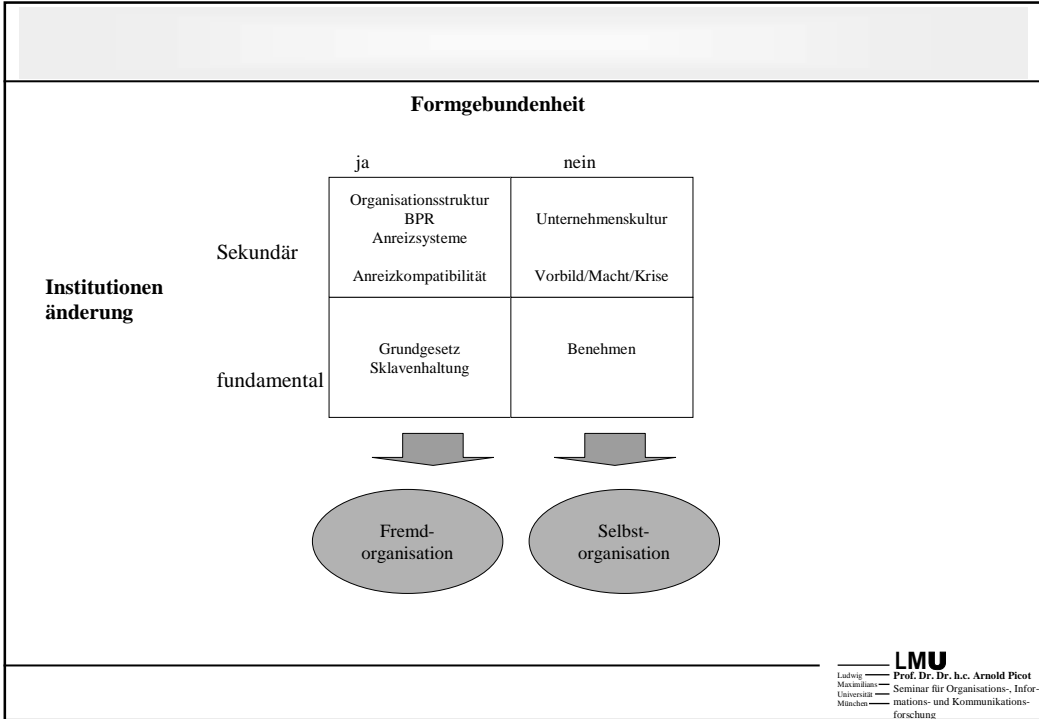 Formgebundenheit
ja
nein
Organisationsstruktur
BPR
Anreizsysteme
Anreizkompatibilität
Unternehmenskultur
Vorbild/Macht/Krise
Sekundär
Institutionen
änderung
Grundgesetz
Sklavenhaltung
Benehmen
fundamental
Fremd-
organisation
Selbst-
organisation
LMU
Ludwig
Maximilians
Universität
München
Prof. Dr. Dr. h.c. Arnold Picot
Seminar für Organisations-, Infor-
mations- und Kommunikations-
forschung